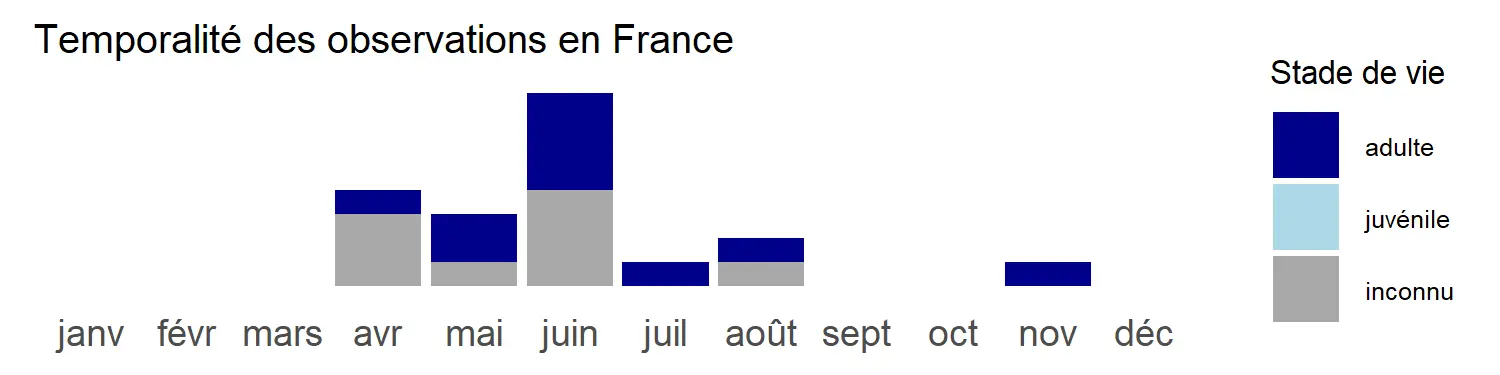 Temporalité des observations en France
Stade de vie
adulte
juvénile
inconnu
janv févr mars avr mai juin juil août sept oct nov déc